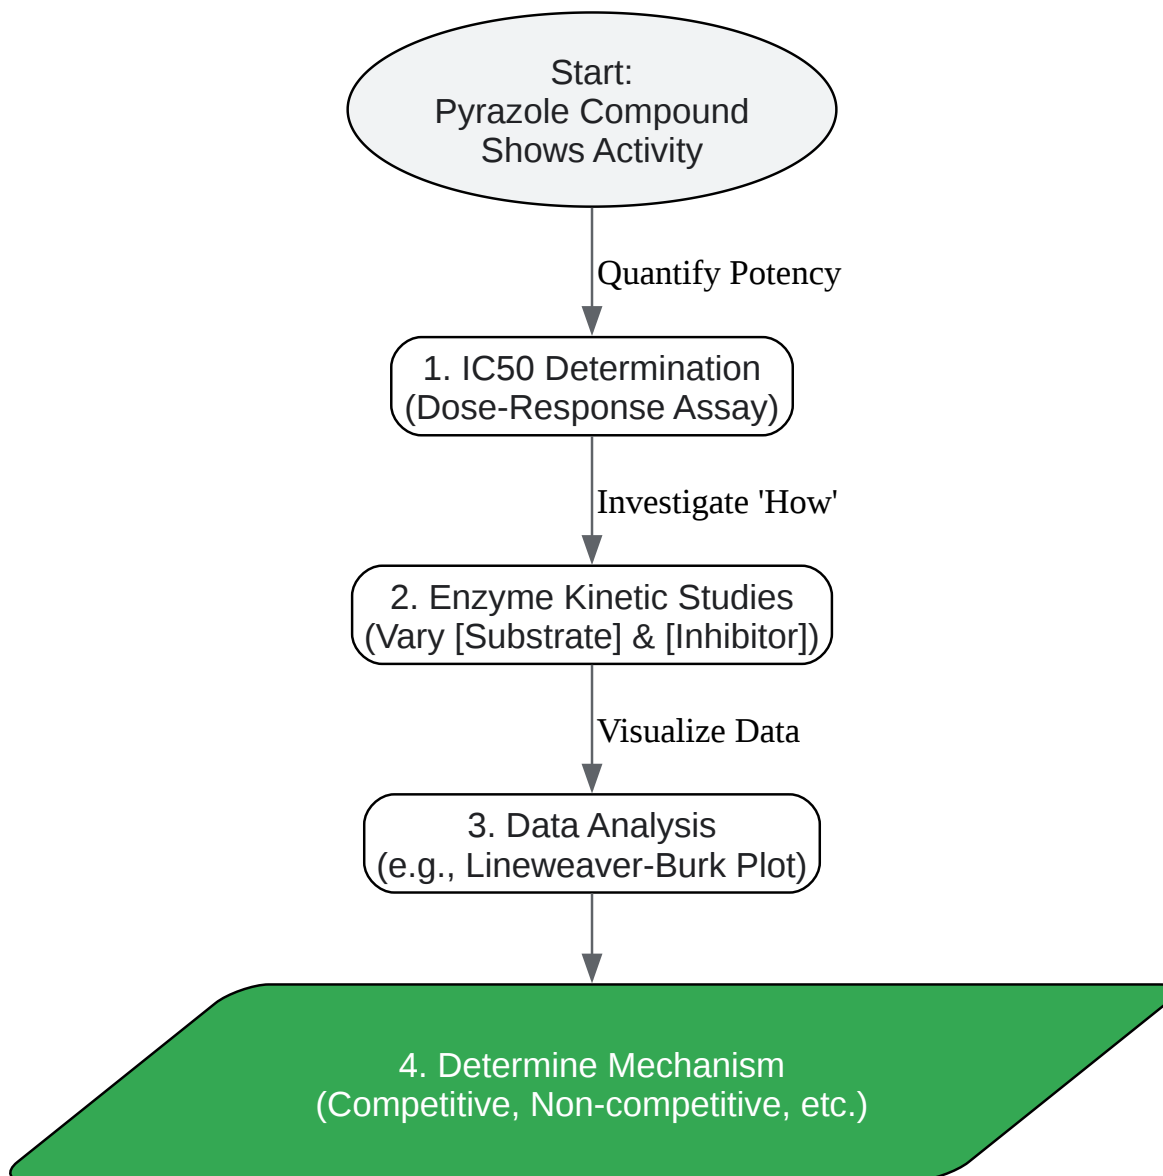 Start:
Pyrazole Compound
Shows Activity
Quantify Potency
1. IC50 Determination
(Dose-Response Assay)
Investigate 'How'
2. Enzyme Kinetic Studies
(Vary [Substrate] & [Inhibitor])
Visualize Data
3. Data Analysis
(e.g., Lineweaver-Burk Plot)
4. Determine Mechanism
(Competitive, Non-competitive, etc.)